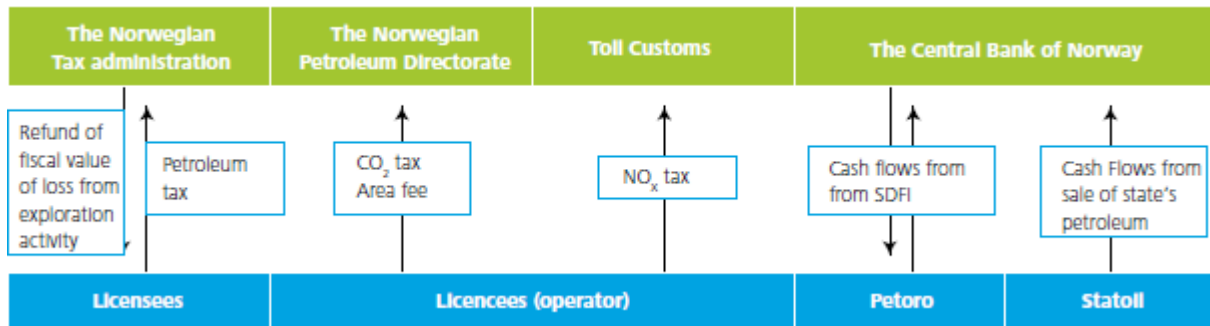 The Norwegian
Tax administration
The Norwegian
Petroleum Directorate
Toll Customs
The Central Bank of Norway
Refund of
fiscal value
of loss from
exploration
activity
Petroleum
tax
CO₂ tax
Area fee
NOₓ tax
Cash flows from
from SDFI
Cash Flows from
sale of state's
petroleum
Licensees
Licencees (operator)
Petoro
Statoil